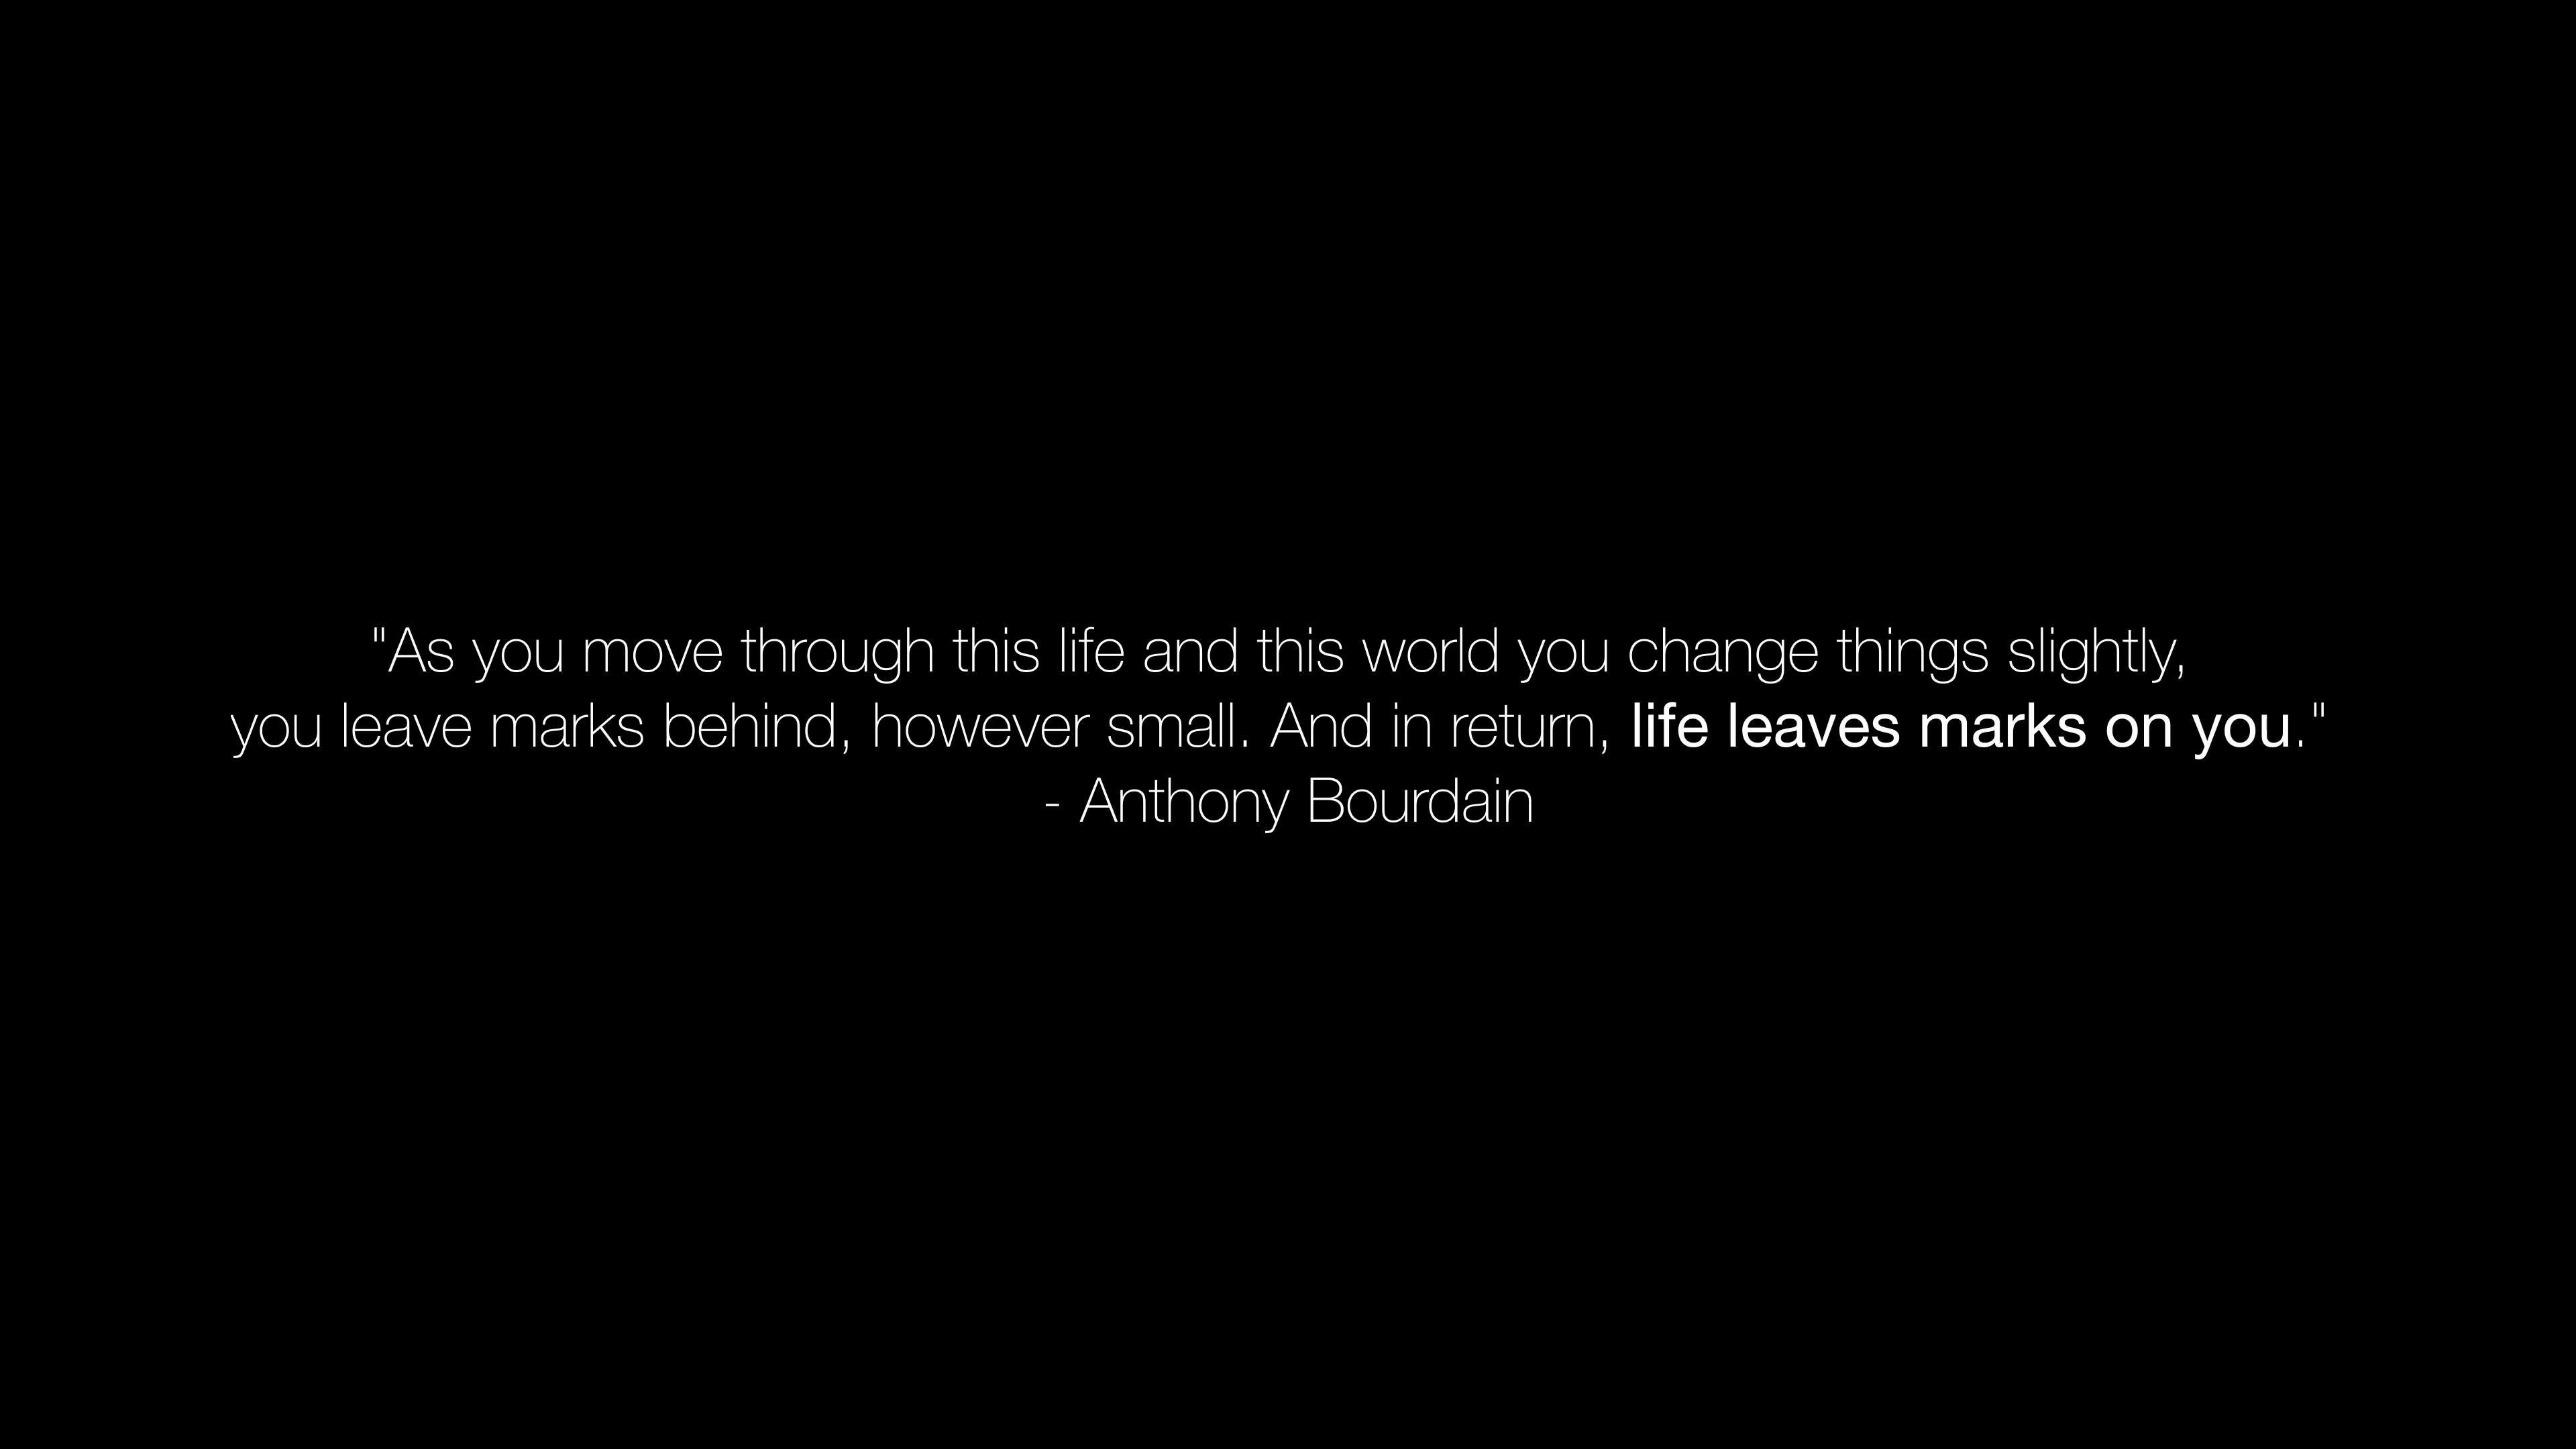 "As you move through this life and this world you change things slightly,
you leave marks behind, however small. And in return, life leaves marks on you."
- Anthony Bourdain